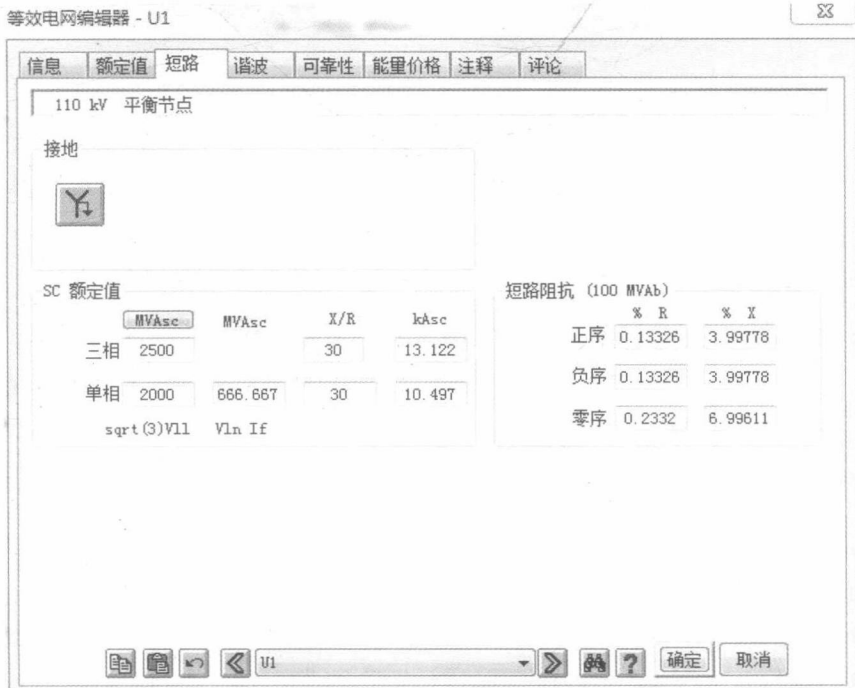 等效电网编辑器 - U1
信息 额定值 短路 谐波 可靠性 能量价格 注释 评论
110 kV 平衡节点
接地
SC 额定值
MVAsc MVAsc X/R kAsc
三相 2500 30 13.122
单相 2000 666.667 30 10.497
sqrt(3)Vll Vln If
短路阻抗 (100 MVAb)
% R % X
正序 0.13326 3.99778
负序 0.13326 3.99778
零序 0.2332 6.99611
U1 ? 确定 取消